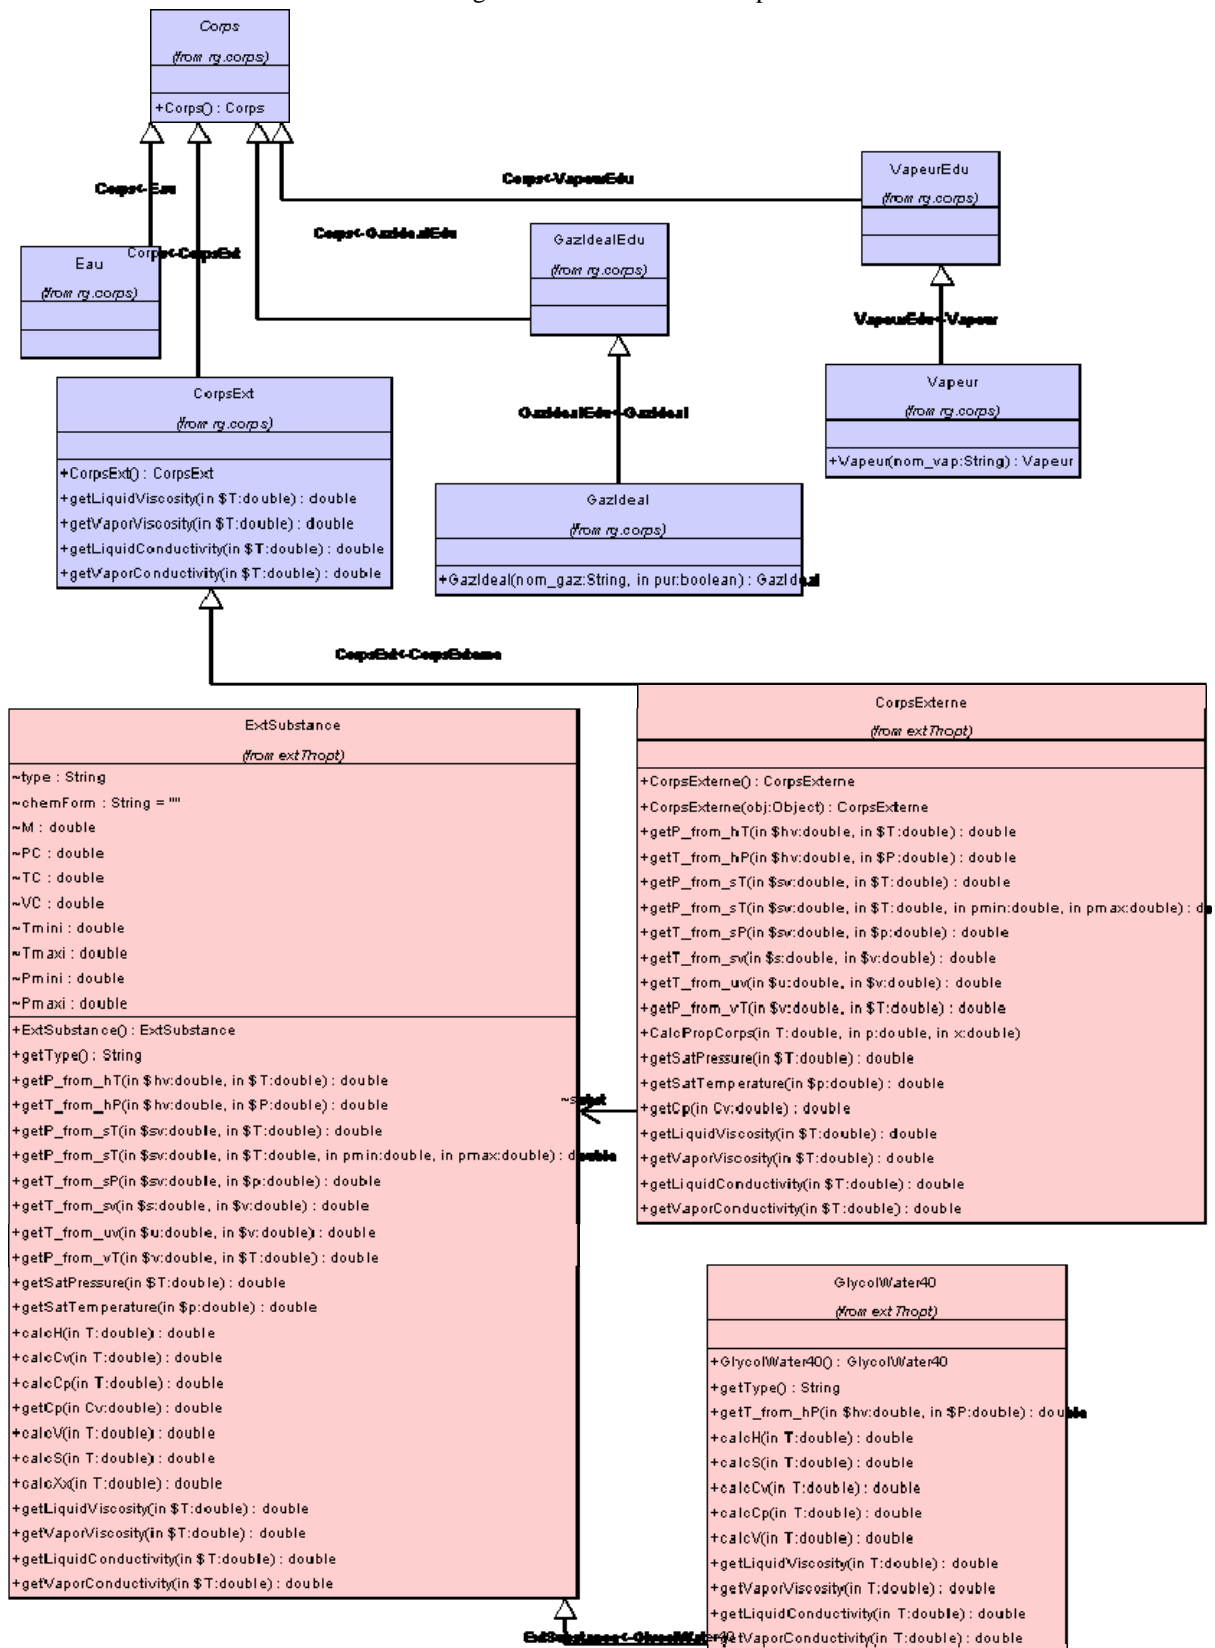 Corps
(from rg.corps)
+Corps() : Corps
VapeurEdu
(from rg.corps)
Corps<-VapeurEdu
Corps<-Eau
GazIdealEdu
(from rg.corps)
Corps<-GazIdealEdu
Corps<-CorpsExt
Eau
(from rg.corps)
VapeurEdu<-Vapeur
CorpsExt
(from rg.corps)
+CorpsExt() : CorpsExt
+getLiquidViscosity(in $T:double) : double
+getVaporViscosity(in $T:double) : double
+getLiquidConductivity(in $T:double) : double
+getVaporConductivity(in $T:double) : double
Vapeur
(from rg.corps)
+Vapeur(nom_vap:String) : Vapeur
GazIdealEdu<-GazIdeal
GazIdeal
(from rg.corps)
+GazIdeal(nom_gaz:String, in pur:boolean) : GazIdeal
CorpsExt<-CorpsExterne
ExtSubstance
(from extThopt)
~type : String
~chemForm : String = ""
~M : double
~PC : double
~TC : double
~VC : double
~Tmini : double
~Tmaxi : double
~Pmini : double
~Pmaxi : double
+ExtSubstance() : ExtSubstance
+getType() : String
+getP_from_hT(in $hv:double, in $T:double) : double
+getT_from_hP(in $hv:double, in $P:double) : double
+getP_from_sT(in $sv:double, in $T:double) : double
+getP_from_sT(in $sv:double, in $T:double, in pmin:double, in pmax:double) : double
+getT_from_sP(in $sv:double, in $p:double) : double
+getT_from_sv(in $s:double, in $v:double) : double
+getT_from_uv(in $u:double, in $v:double) : double
+getP_from_vT(in $v:double, in $T:double) : double
+getSatPressure(in $T:double) : double
+getSatTemperature(in $p:double) : double
+calcH(in T:double) : double
+calcCv(in T:double) : double
+calcCp(in T:double) : double
+getCp(in Cv:double) : double
+calcV(in T:double) : double
+calcS(in T:double) : double
+calcXx(in T:double) : double
+getLiquidViscosity(in $T:double) : double
+getVaporViscosity(in $T:double) : double
+getLiquidConductivity(in $T:double) : double
+getVaporConductivity(in $T:double) : double
~subst
CorpsExterne
(from extThopt)
+CorpsExterne() : CorpsExterne
+CorpsExterne(obj:Object) : CorpsExterne
+getP_from_hT(in $hv:double, in $T:double) : double
+getT_from_hP(in $hv:double, in $P:double) : double
+getP_from_sT(in $sv:double, in $T:double) : double
+getP_from_sT(in $sv:double, in $T:double, in pmin:double, in pmax:double) : do
+getT_from_sP(in $sv:double, in $p:double) : double
+getT_from_sv(in $s:double, in $v:double) : double
+getT_from_uv(in $u:double, in $v:double) : double
+getP_from_vT(in $v:double, in $T:double) : double
+CalcPropCorps(in T:double, in p:double, in x:double)
+getSatPressure(in $T:double) : double
+getSatTemperature(in $p:double) : double
+getCp(in Cv:double) : double
+getLiquidViscosity(in $T:double) : double
+getVaporViscosity(in $T:double) : double
+getLiquidConductivity(in $T:double) : double
+getVaporConductivity(in $T:double) : double
GlycolWater40
(from extThopt)
+GlycolWater40() : GlycolWater40
+getType() : String
+getT_from_hP(in $hv:double, in $P:double) : double
+calcH(in T:double) : double
+calcS(in T:double) : double
+calcCv(in T:double) : double
+calcCp(in T:double) : double
+calcV(in T:double) : double
+getLiquidViscosity(in T:double) : double
+getVaporViscosity(in T:double) : double
+getLiquidConductivity(in T:double) : double
+getVaporConductivity(in T:double) : double
ExtSubstance<-GlycolWater40